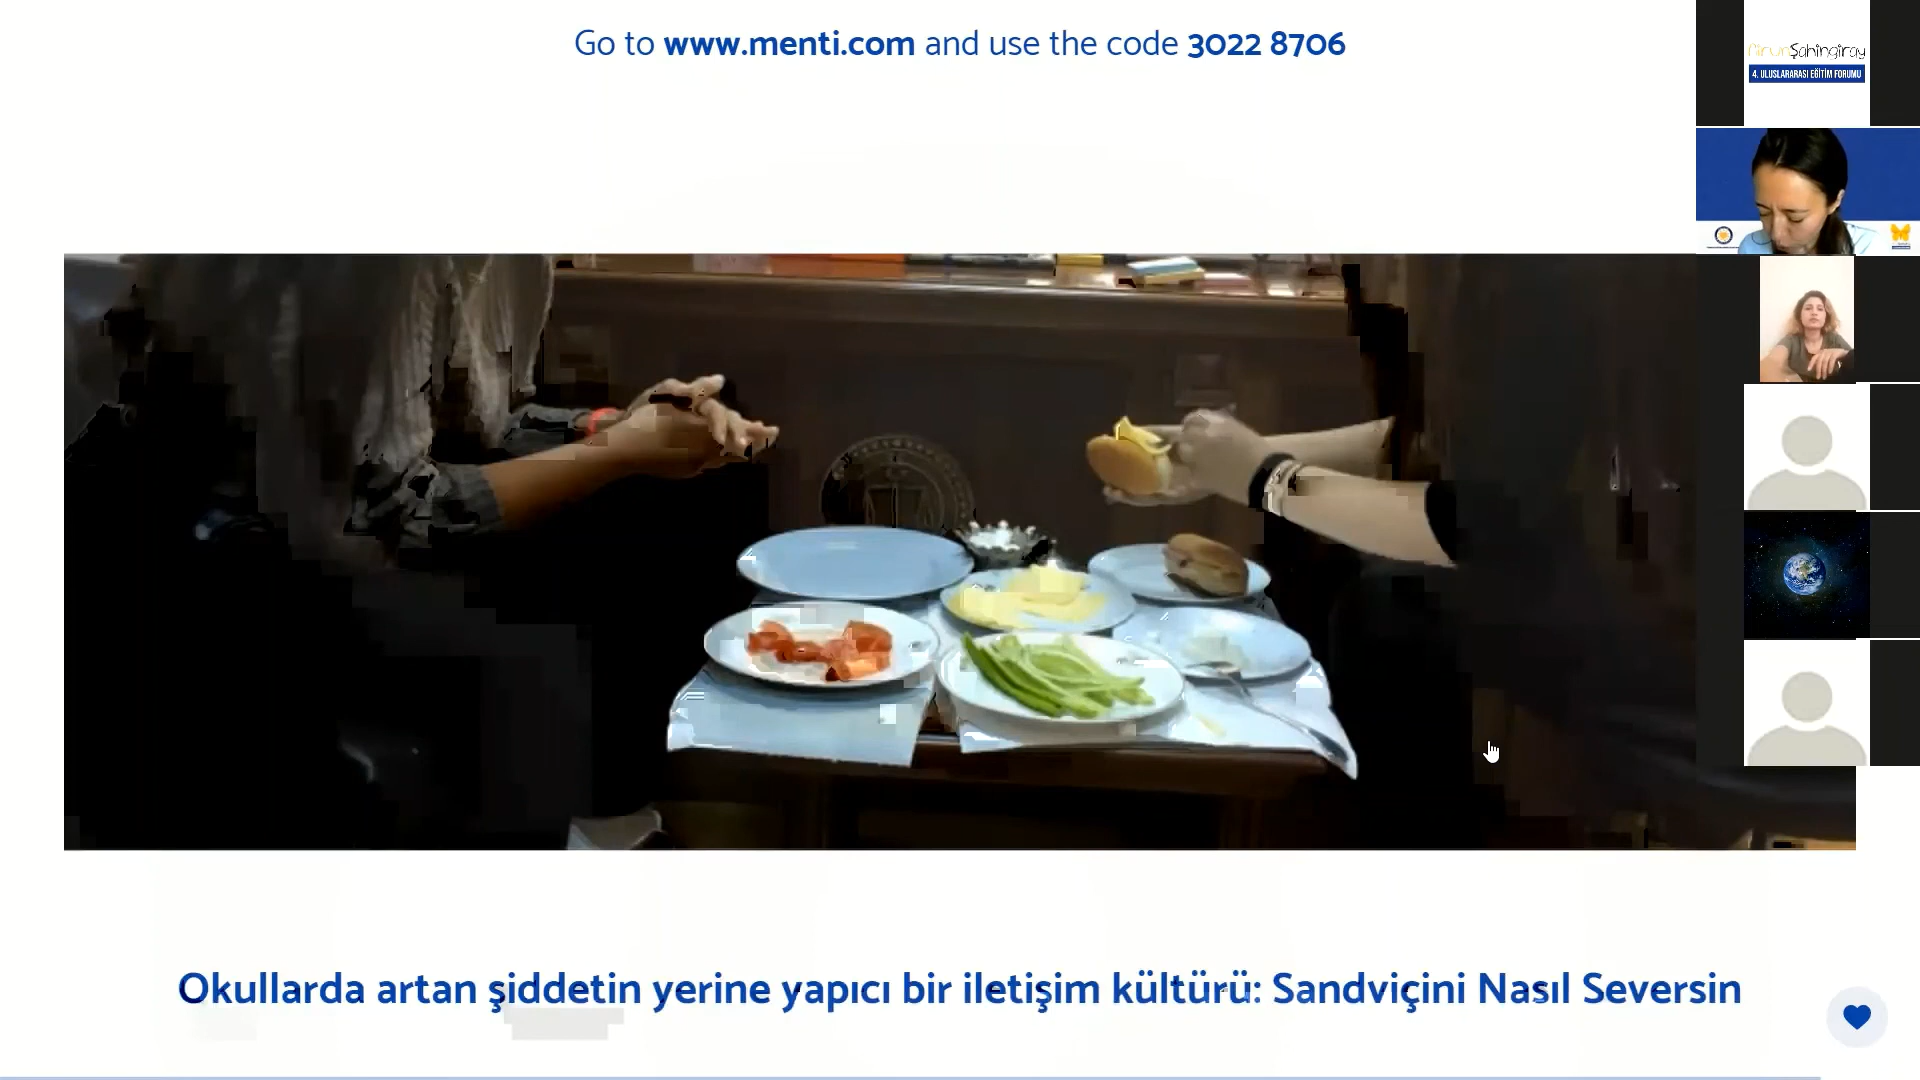 Go to www.menti.com and use the code 3022 8706
Şahingiray
4. ULUSLARARASI EĞİTİM FORUMU
Okullarda artan şiddetin yerine yapıcı bir iletişim kültürü: Sandviçini Nasıl Seversin